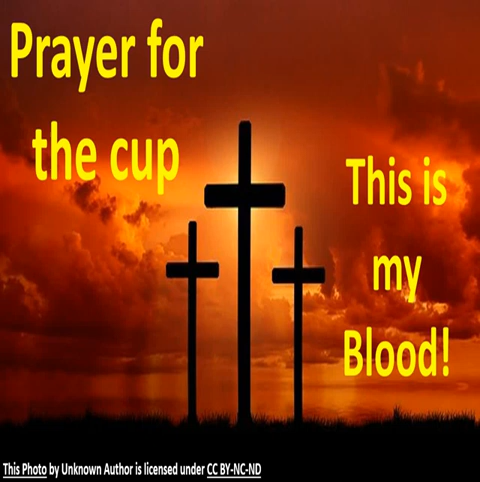 Prayer for
the cup
This is
my
Blood!
This Photo by Unknown Author is licensed under CC BY-NC-ND